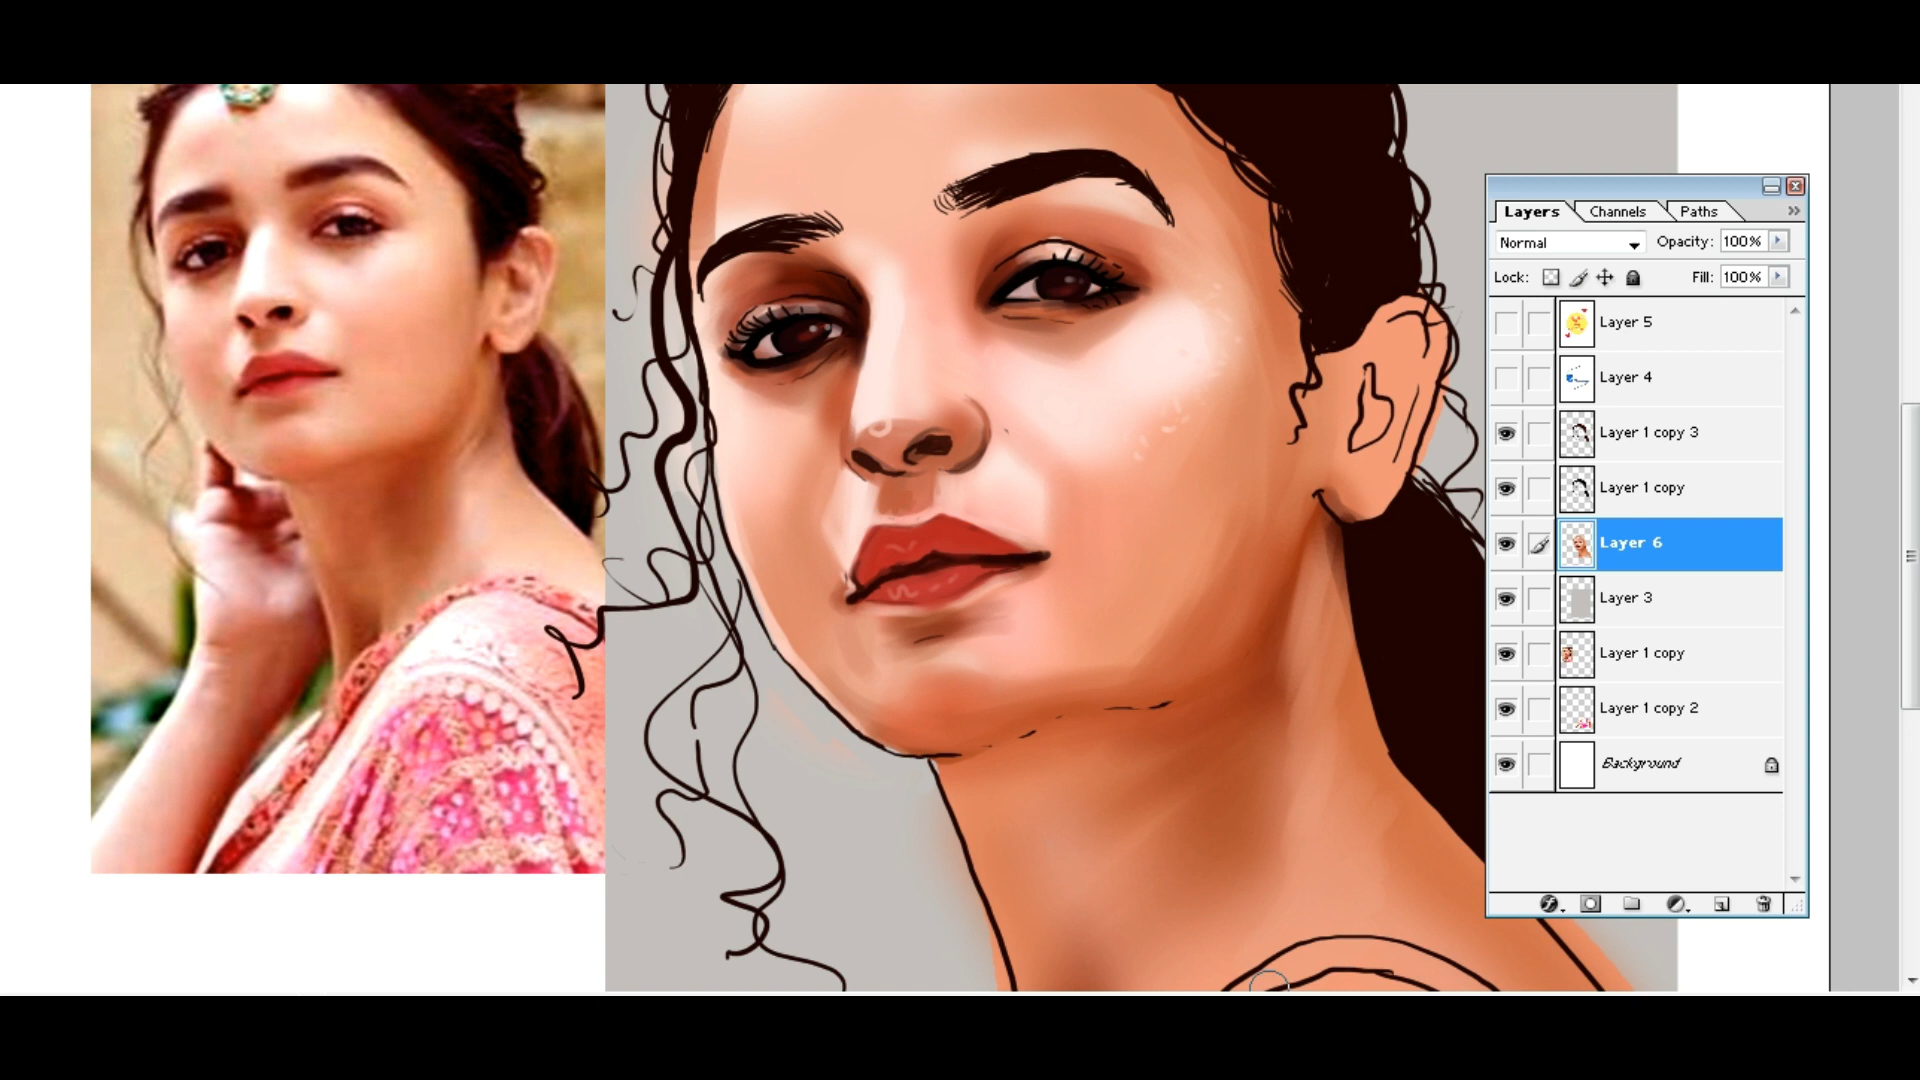 Layers Channels Paths
Normal Opacity: 100%
Lock: Fill: 100%
Layer 5
Layer 4
Layer 1 copy 3
Layer 1 copy
Layer 6
Layer 3
Layer 1 copy
Layer 1 copy 2
Background